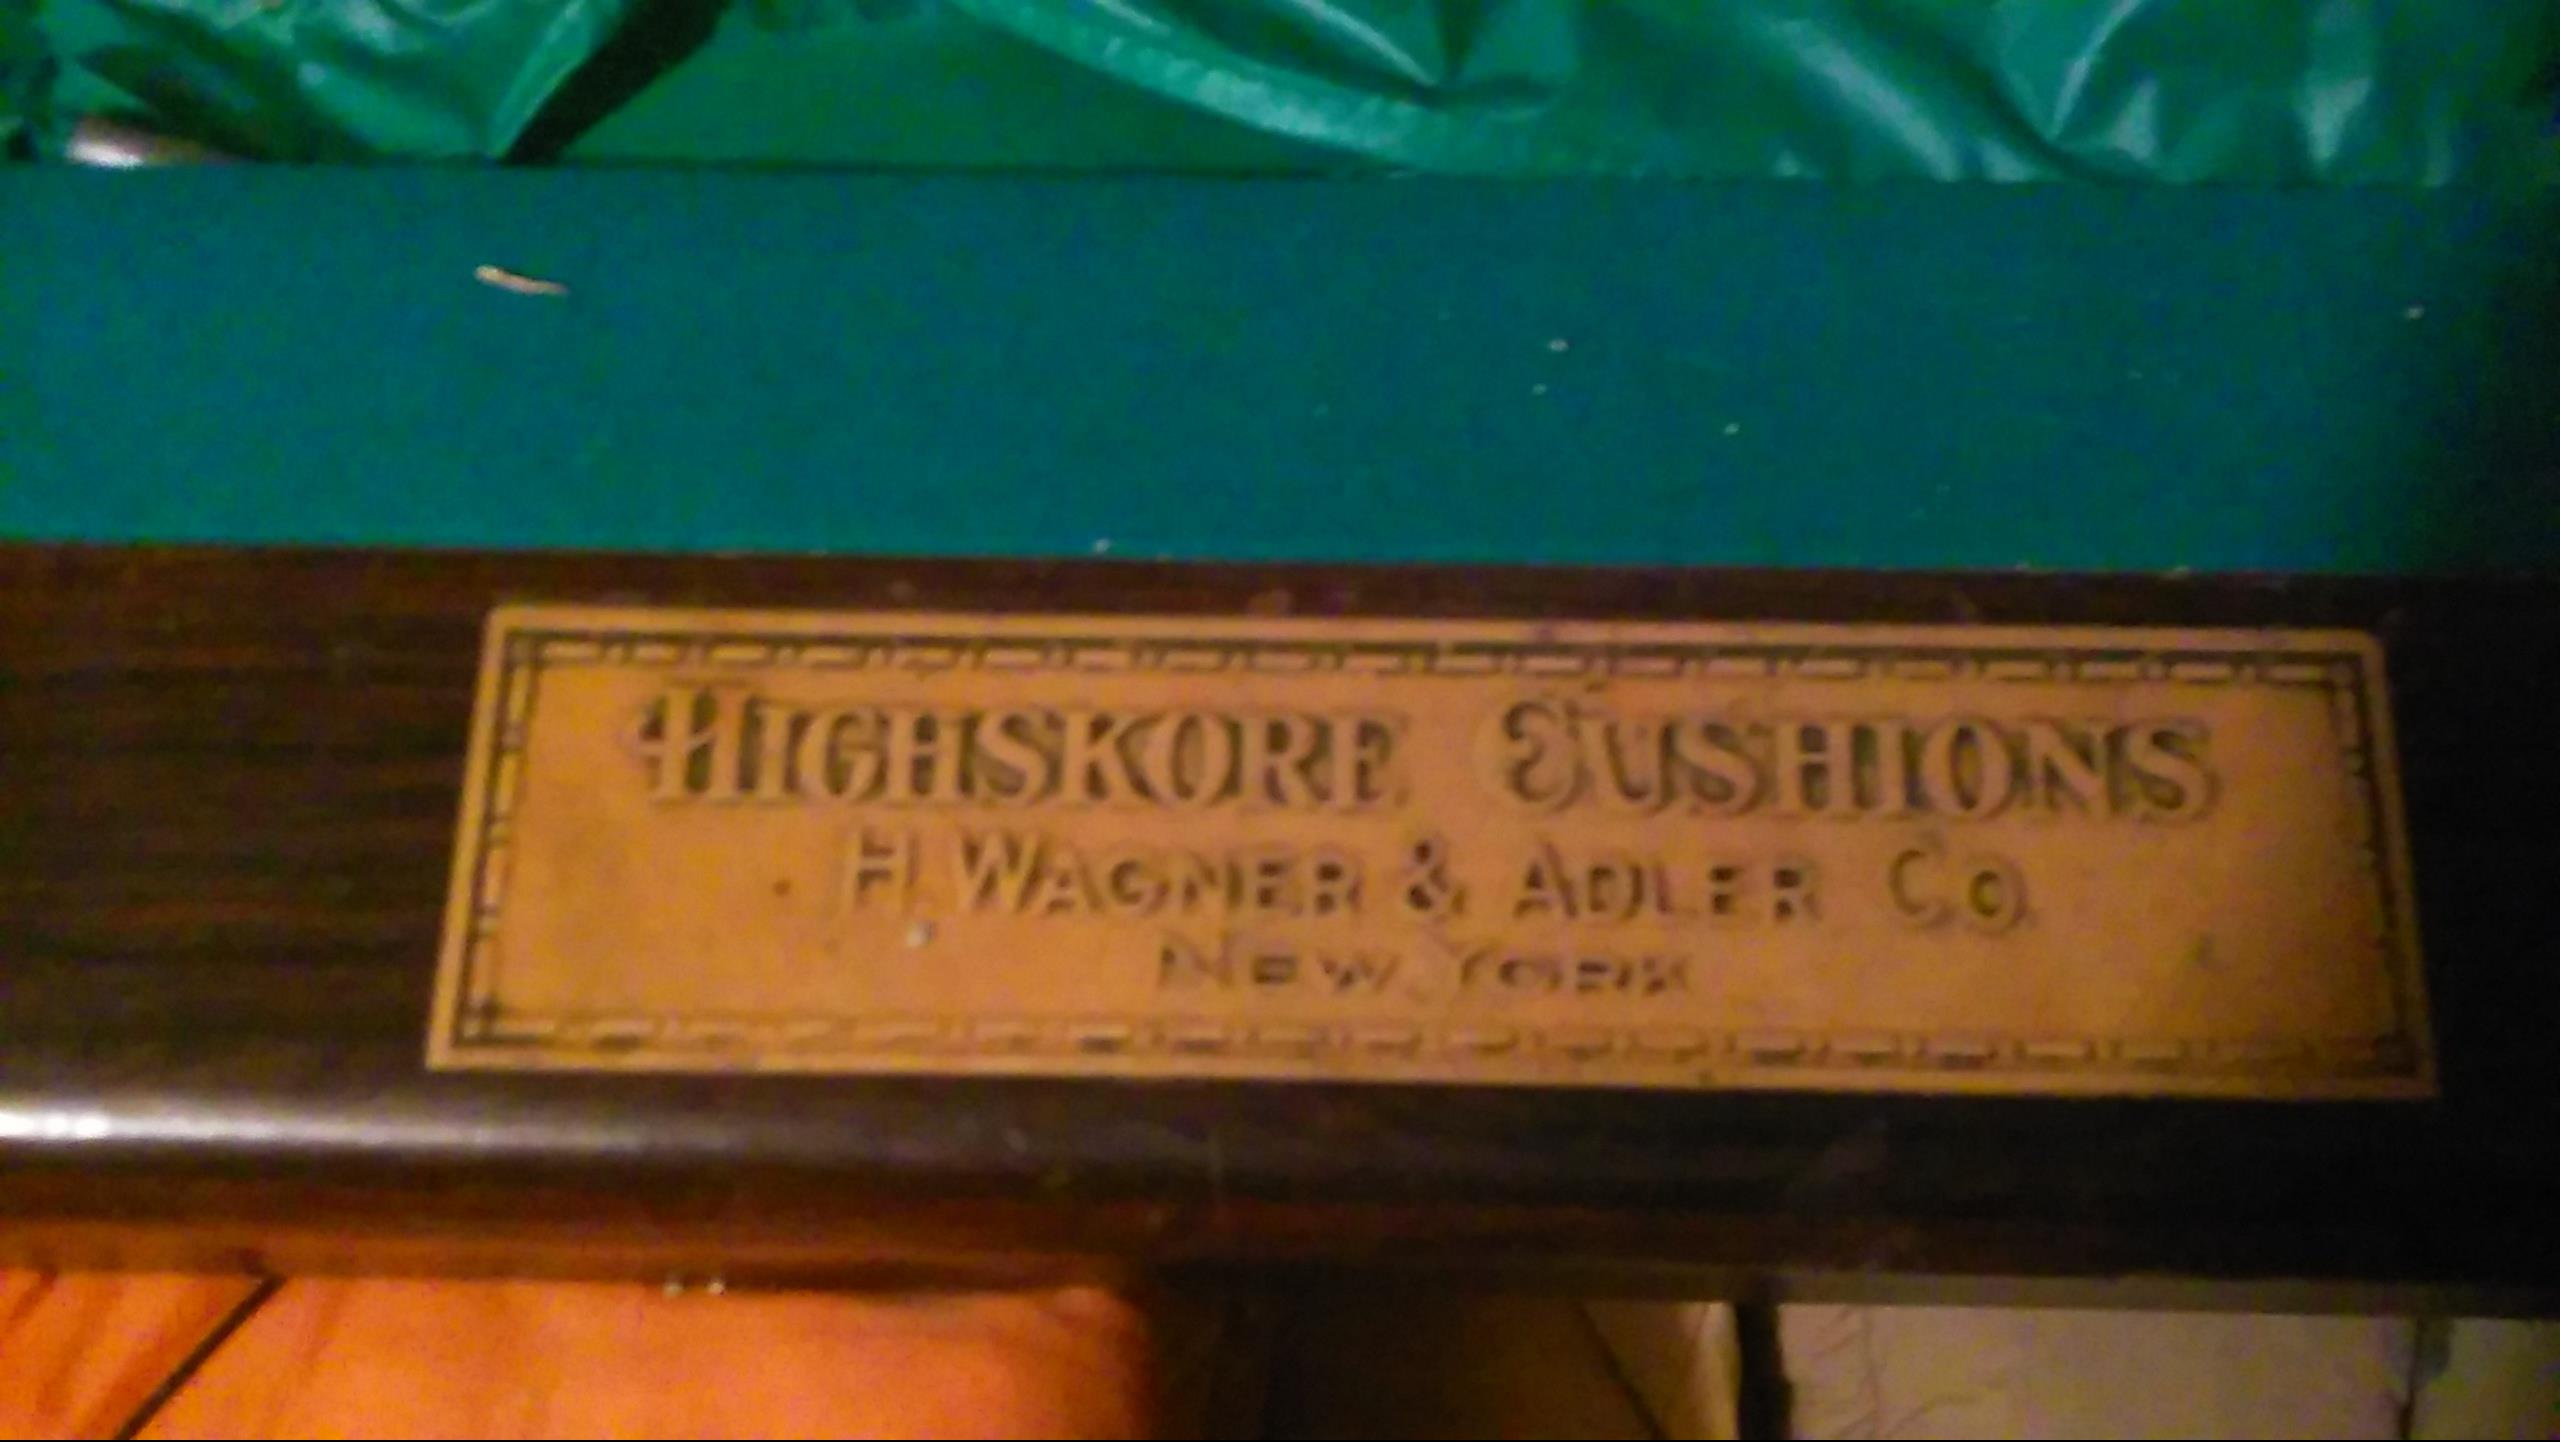 HIGHSKORE CUSHIONS
H. WAGNER & ADLER CO.
NEW YORK